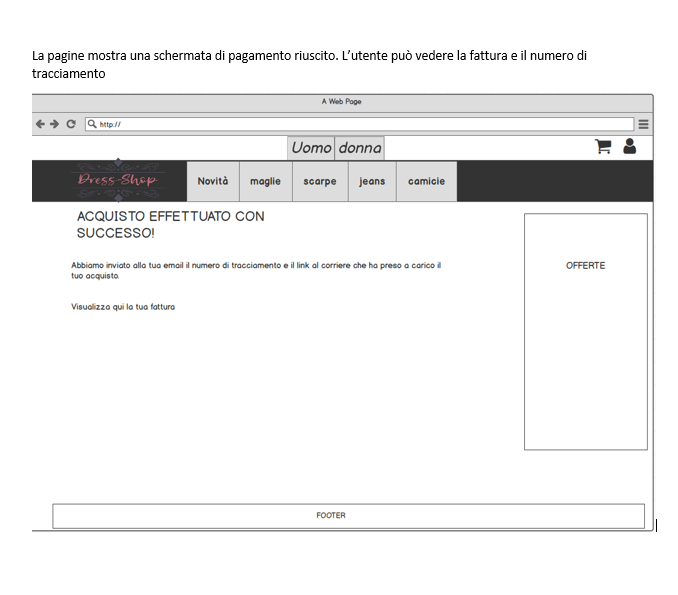 La pagine mostra una schermata di pagamento riuscito. L'utente può vedere la fattura e il numero di
tracciamento
A Web Page
http://
Uomo donna
Dress-Shop
Novità maglie scarpe jeans camicie
ACQUISTO EFFETTUATO CON
SUCCESSO!
Abbiamo inviato alla tua email il numero di tracciamento e il link al corriere che ha preso a carico il
tuo acquisto.
OFFERTE
Visualizza qui la tua fattura
FOOTER